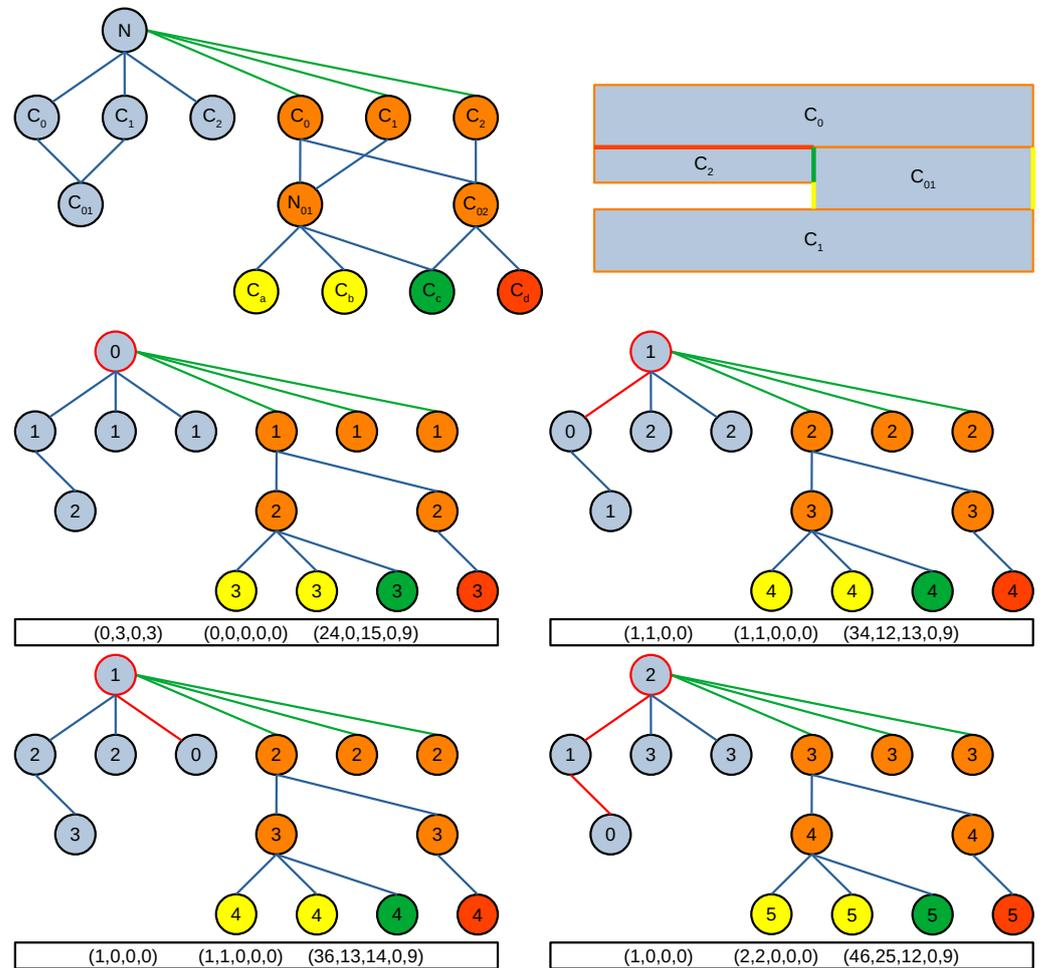 N
C0 C1 C2 C0 C1 C2
C01 N01 C02
Ca Cb Cc Cd
C0
C2
C01
C1
0
1 1 1 1 1 1
2 2 2
3 3 3 3
(0,3,0,3) (0,0,0,0,0) (24,0,15,0,9)
1
0 2 2 2 2 2
1 3 3
4 4 4 4
(1,1,0,0) (1,1,0,0,0) (34,12,13,0,9)
1
2 2 0 2 2 2
3 3 3
4 4 4 4
(1,0,0,0) (1,1,0,0,0) (36,13,14,0,9)
2
1 3 3 3 3 3
0 4 4
5 5 5 5
(1,0,0,0) (2,2,0,0,0) (46,25,12,0,9)